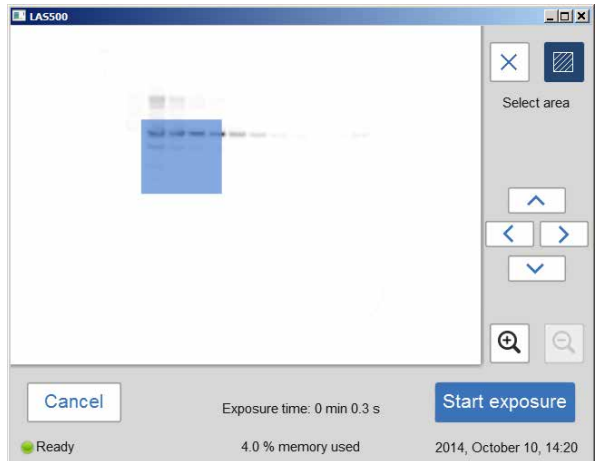 LAS500
Select area
Cancel
Exposure time: 0 min 0.3 s
Start exposure
Ready
4.0 % memory used
2014, October 10, 14:20